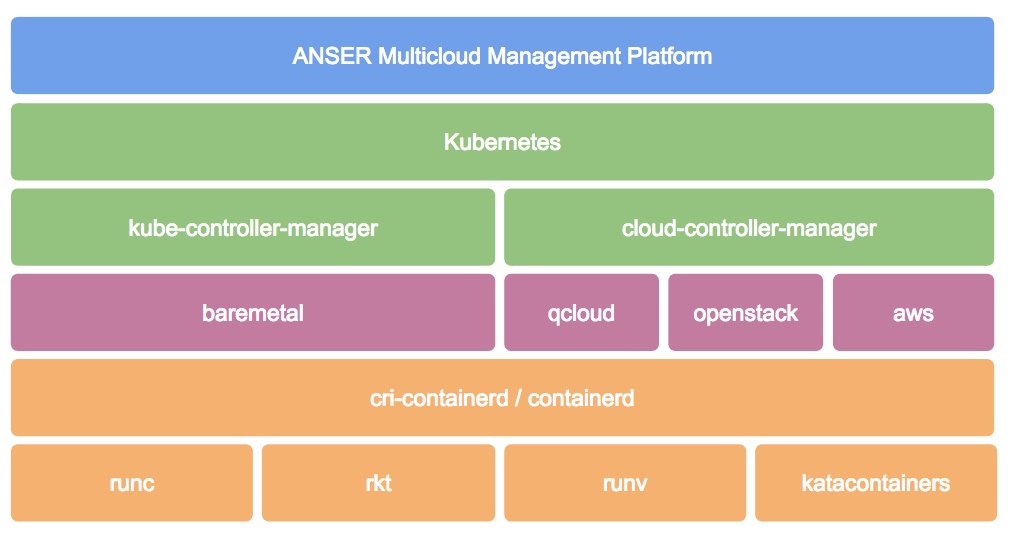 ANSER Multicloud Management Platform
Kubernetes
kube-controller-manager
cloud-controller-manager
baremetal
qcloud
openstack
aws
cri-containerd / containerd
runc
rkt
runv
katacontainers